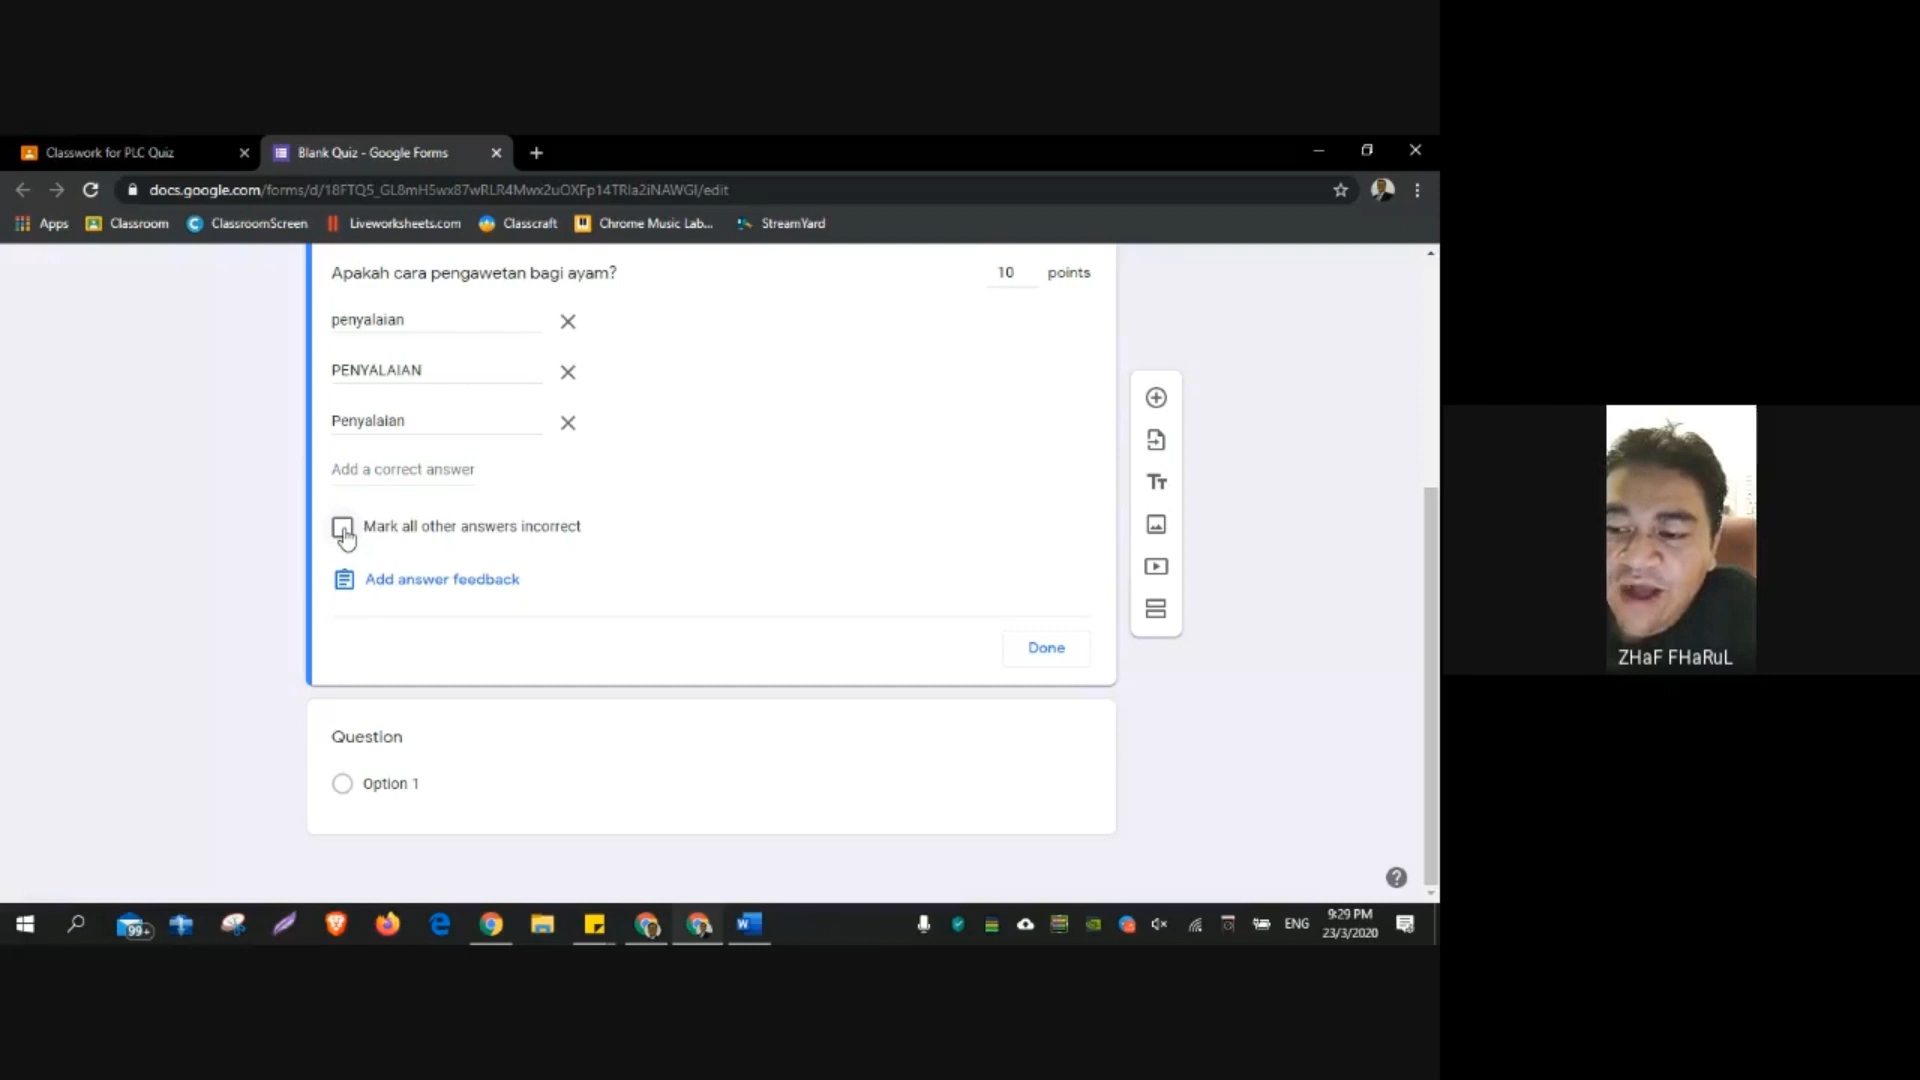 Classwork for PLC Quiz
Blank Quiz - Google Forms
docs.google.com/forms/d/18FTQ5_GL8mH5wx87wRLR4Mwx2uOXFp14TRIa2iNAWGI/edit
Apps
Classroom
ClassroomScreen
Liveworksheets.com
Classcraft
Chrome Music Lab...
StreamYard
Apakah cara pengawetan bagi ayam?
10 points
penyalaian
PENYALAIAN
Penyalaian
Add a correct answer
Mark all other answers incorrect
Add answer feedback
Done
Question
Option 1
ZHaF FHaRuL
99+
ENG
9:29 PM
23/3/2020